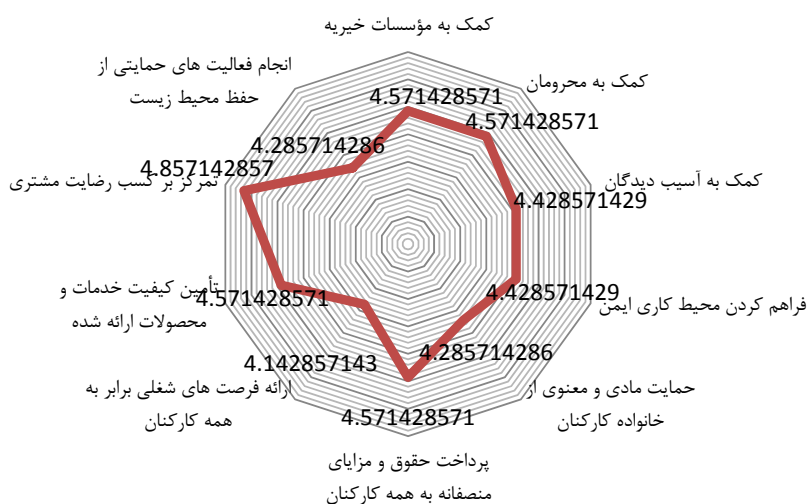 کمک به مؤسسات خیریه
4.571428571
کمک به محرومان
4.571428571
کمک به آسیب دیدگان
4.428571429
فراهم کردن محیط کاری ایمن
4.428571429
حمایت مادی و معنوی از
خانواده کارکنان
4.285714286
پرداخت حقوق و مزایای
منصفانه به همه کارکنان
4.571428571
ارائه فرصت های شغلی برابر به
همه کارکنان
4.142857143
تأمین کیفیت خدمات و
محصولات ارائه شده
4.571428571
تمرکز بر کسب رضایت مشتری
4.857142857
انجام فعالیت های حمایتی از
حفظ محیط زیست
4.285714286